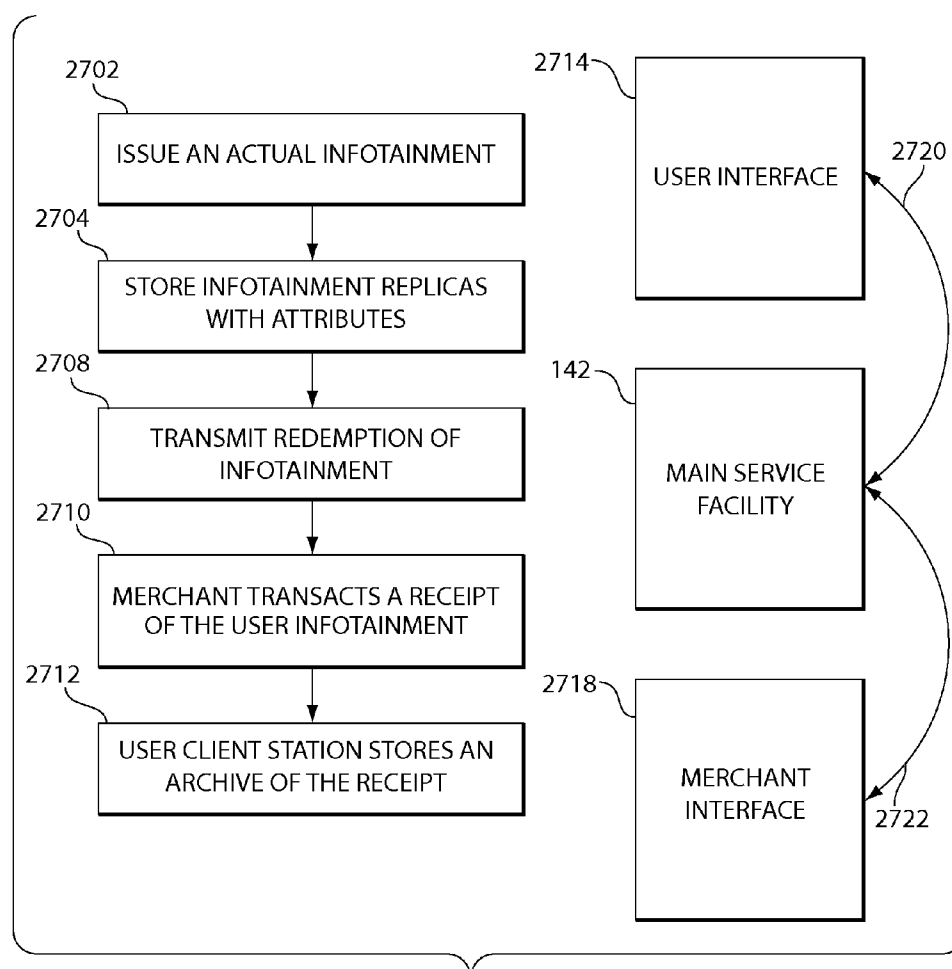 2702
ISSUE AN ACTUAL INFOTAINMENT
2704
STORE INFOTAINMENT REPLICAS
WITH ATTRIBUTES
2708
TRANSMIT REDEMPTION OF
INFOTAINMENT
2710
MERCHANT TRANSACTS A RECEIPT
OF THE USER INFOTAINMENT
2712
USER CLIENT STATION STORES AN
ARCHIVE OF THE RECEIPT
2714
USER INTERFACE
2720
142
MAIN SERVICE
FACILITY
2718
MERCHANT
INTERFACE
2722